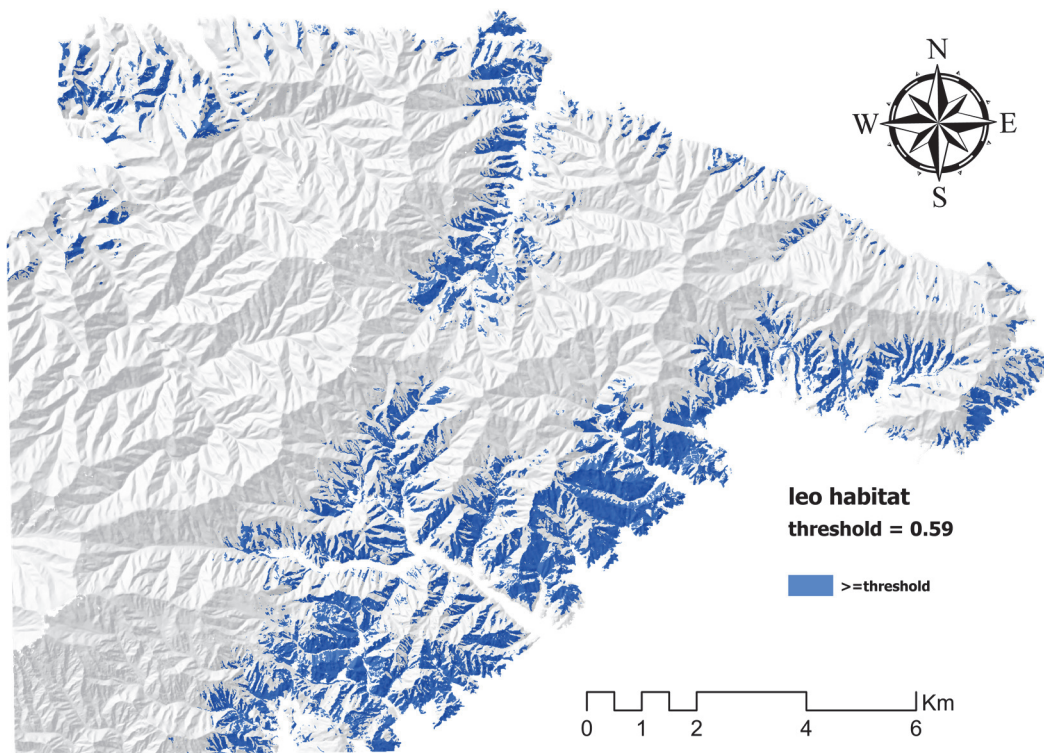 N
W E
S
leo habitat
threshold = 0.59
>=threshold
Km
0 1 2 4 6